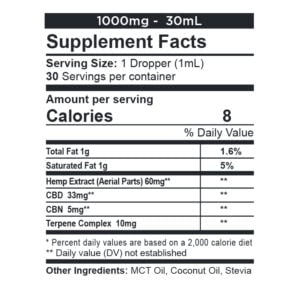 1000mg - 30mL
Supplement Facts
Serving Size: 1 Dropper (1mL)
30 Servings per container
Amount per serving
Calories 8
% Daily Value
Total Fat 1g 1.6%
Saturated Fat 1g 5%
Hemp Extract (Aerial Parts) 60mg** **
CBD 33mg** **
CBN 5mg** **
Terpene Complex 10mg **
* Percent daily values are based on a 2,000 calorie diet
** Daily value (DV) not established
Other Ingredients: MCT Oil, Coconut Oil, Stevia